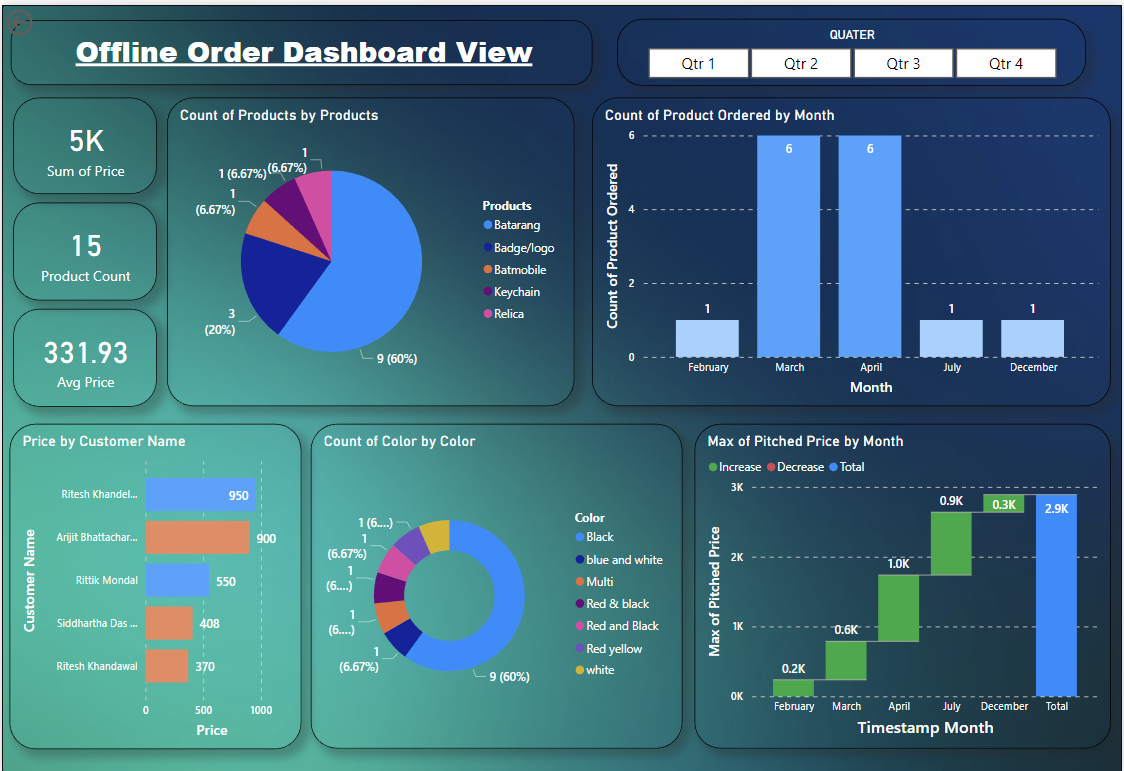 Offline Order Dashboard View
QUATER
Qtr 1
Qtr 2
Qtr 3
Qtr 4
5K
Sum of Price
15
Product Count
331.93
Avg Price
Count of Products by Products
1
(6.67%)
1 (6.67%)
1
(6.67%)
3
(20%)
9 (60%)
Products
Batarang
Badge/logo
Batmobile
Keychain
Relica
Count of Product Ordered by Month
Count of Product Ordered
6
4
2
0
1
6
6
1
1
February
March
April
July
December
Month
Price by Customer Name
Customer Name
Ritesh Khandel... 950
Arijit Bhattachar... 900
Rittik Mondal 550
Siddhartha Das ... 408
Ritesh Khandawal 370
0
500
1000
Price
Count of Color by Color
1 (6....)
1
(6.67%)
1
(6....)
1
(6....)
1
(6.67%)
9 (60%)
Color
Black
blue and white
Multi
Red & black
Red and Black
Red yellow
white
Max of Pitched Price by Month
Increase
Decrease
Total
Max of Pitched Price
3K
2K
1K
0K
0.2K
0.6K
1.0K
0.9K
0.3K
2.9K
February
March
April
July
December
Total
Timestamp Month